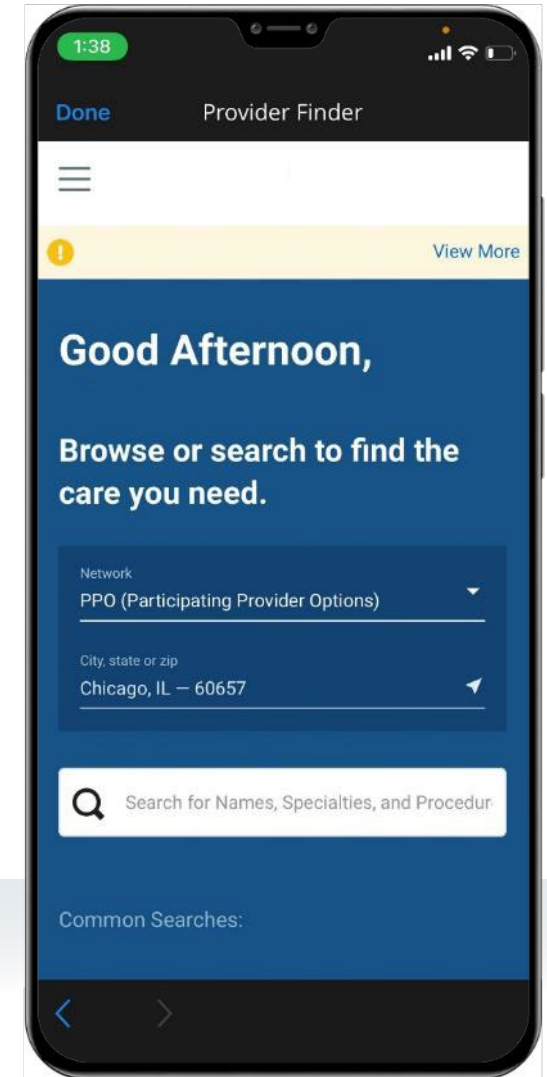 1:38
Done Provider Finder
View More
Good Afternoon,
Browse or search to find the
care you need.
Network
PPO (Participating Provider Options)
City, state or zip
Chicago, IL — 60657
Search for Names, Specialties, and Procedur
Common Searches: